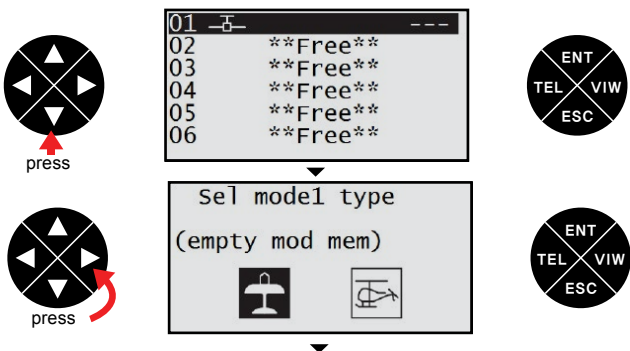 01 ---
02 **Free**
03 **Free**
04 **Free**
05 **Free**
06 **Free**
ENT
TEL VIW
ESC
press
Sel mode1 type
(empty mod mem)
ENT
TEL VIW
ESC
press